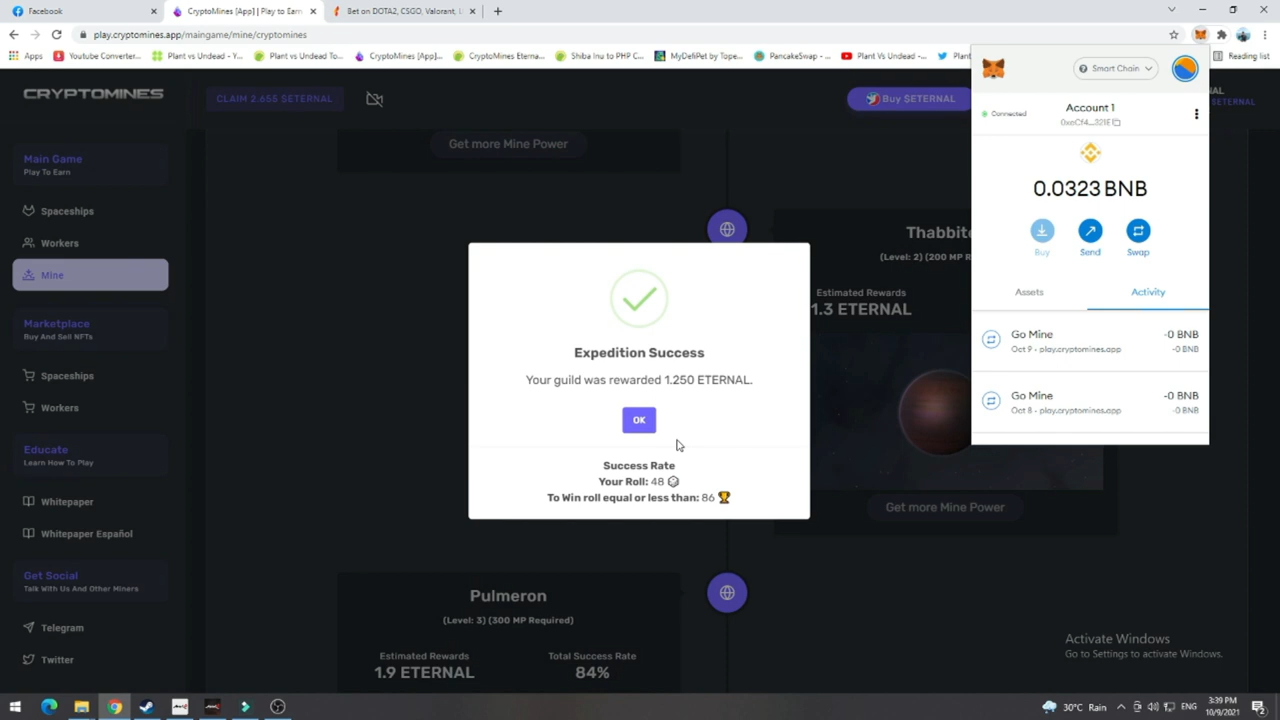 Facebook
CryptoMines [App] | Play to Earn
Bet on DOTA2, CSGO, Valorant,
play.cryptomines.app/maingame/mine/cryptomines
Apps
Youtube Converter...
Plant vs Undead - V...
Plant vs Undead To...
CryptoMines [App]...
CryptoMines Eterna...
Shiba Inu to PHP C...
MyDefiPet by Tope...
PancakeSwap - ...
Plant Vs Undead -...
Plant
Reading list
CRYPTOMINES
CLAIM 2.655 $ETERNAL
Buy $ETERNAL
NAL
$ETERNAL
Main Game
Play To Earn
Spaceships
Workers
Mine
Marketplace
Buy And Sell NFTs
Spaceships
Workers
Educate
Learn How To Play
Whitepaper
Whitepaper Español
Get Social
Talk With Us And Other Miners
Telegram
Twitter
Get more Mine Power
Thabbit
(Level: 2) (200 MP R
Estimated Rewards
1.3 ETERNAL
Get more Mine Power
Pulmeron
(Level: 3) (300 MP Required)
Estimated Rewards
1.9 ETERNAL
Total Success Rate
84%
Expedition Success
Your guild was rewarded 1.250 ETERNAL.
OK
Success Rate
Your Roll: 48
To Win roll equal or less than: 86
Smart Chain
Connected
Account 1
0xeCf4...321E
0.0323 BNB
Buy
Send
Swap
Assets
Activity
Go Mine
-0 BNB
Oct 9 · play.cryptomines.app
-0 BNB
Go Mine
-0 BNB
Oct 8 · play.cryptomines.app
-0 BNB
Activate Windows
Go to Settings to activate Windows.
30°C Rain
ENG
3:39 PM
10/9/2021
2